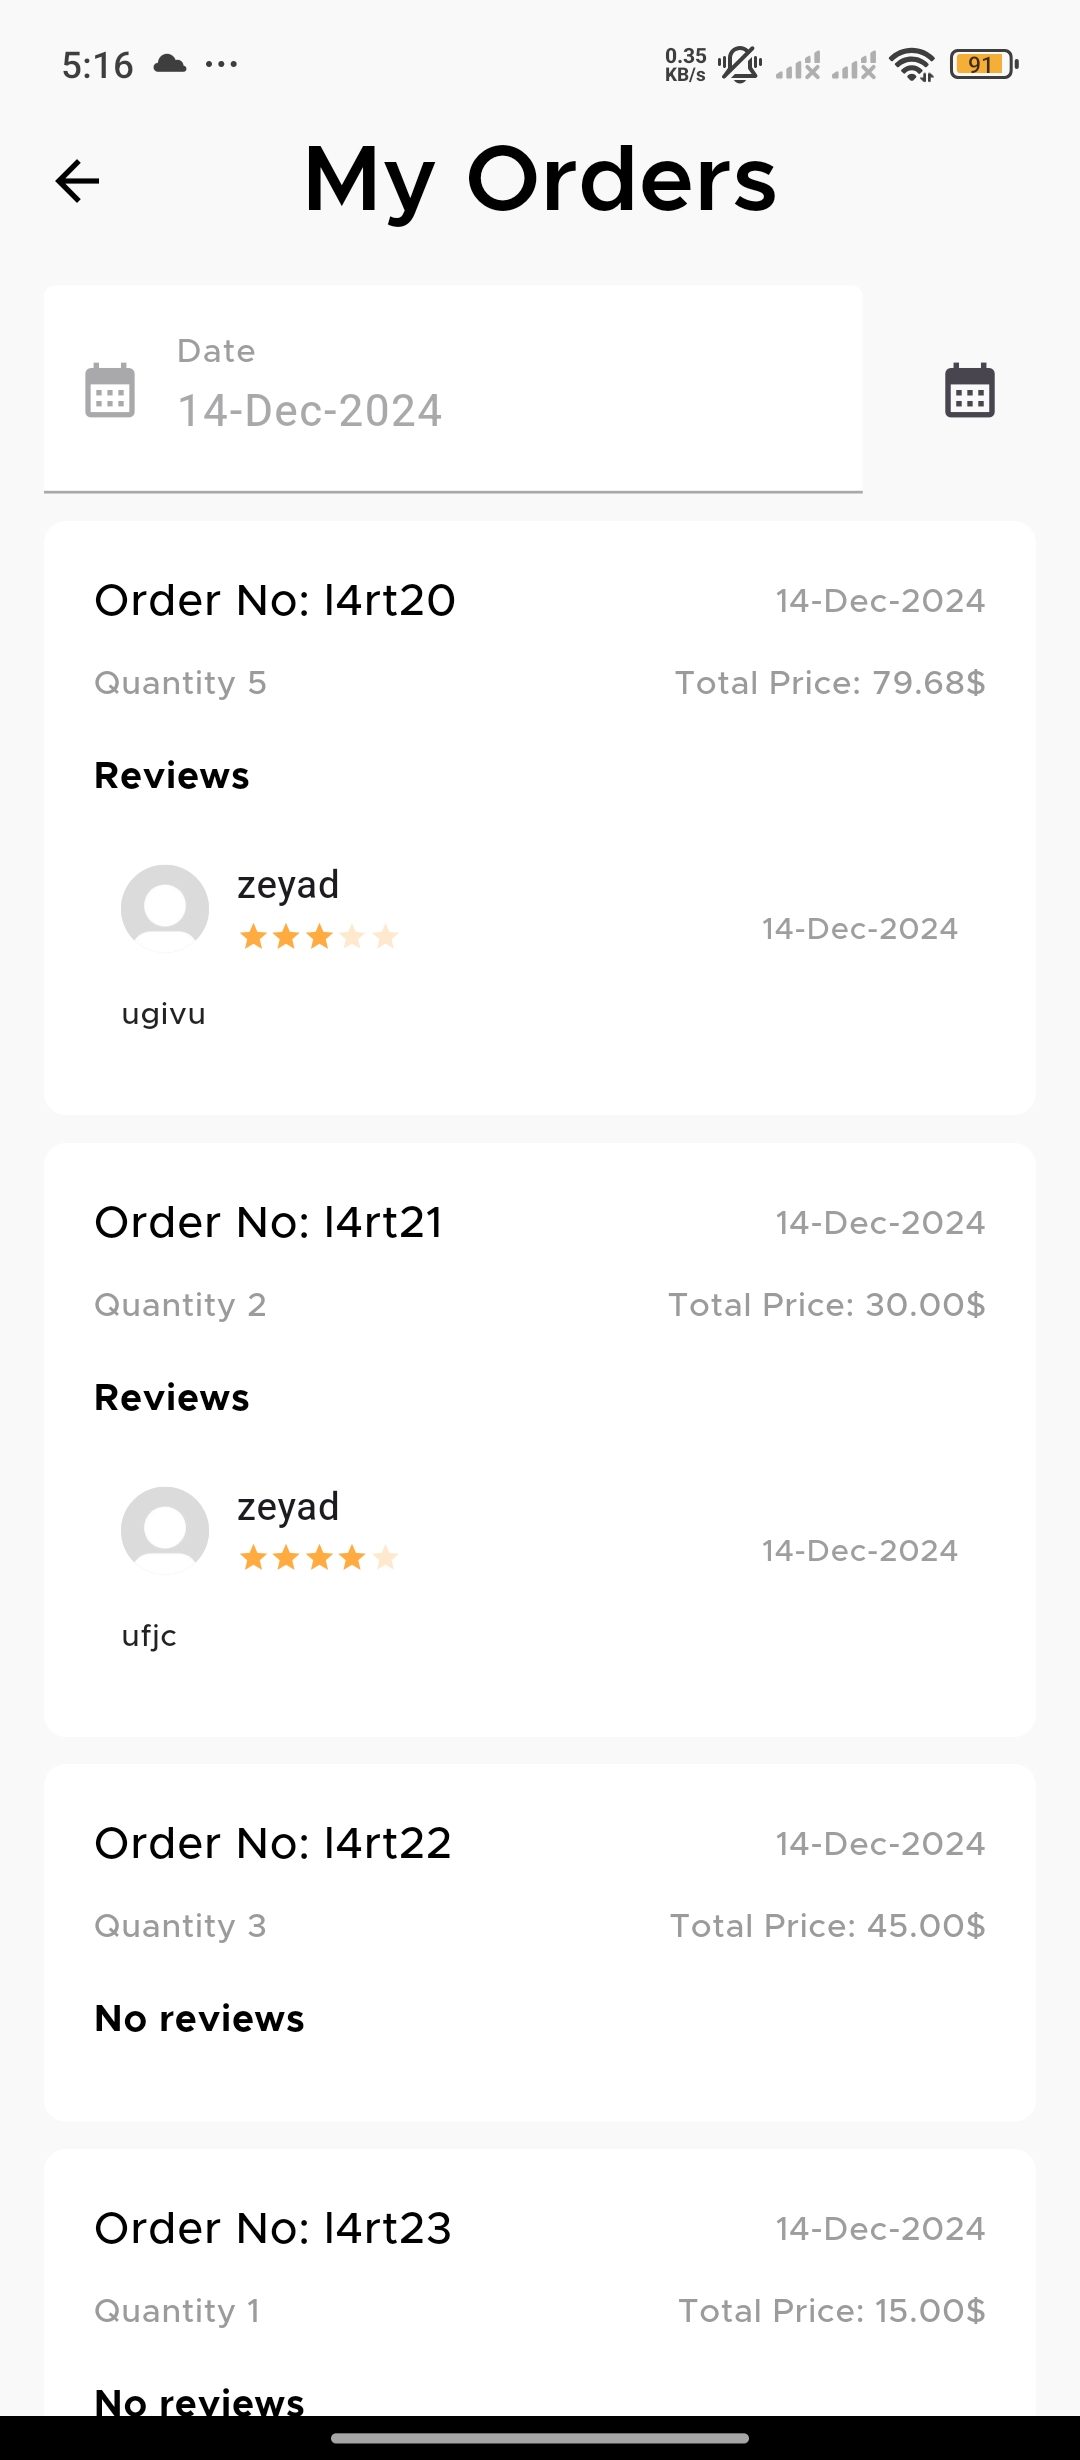 5:16 ... 0.35 KB/s 91
My Orders
Date
14-Dec-2024
Order No: l4rt20 14-Dec-2024
Quantity 5 Total Price: 79.68$
Reviews
zeyad
14-Dec-2024
ugivu
Order No: l4rt21 14-Dec-2024
Quantity 2 Total Price: 30.00$
Reviews
zeyad
14-Dec-2024
ufjc
Order No: l4rt22 14-Dec-2024
Quantity 3 Total Price: 45.00$
No reviews
Order No: l4rt23 14-Dec-2024
Quantity 1 Total Price: 15.00$
No reviews